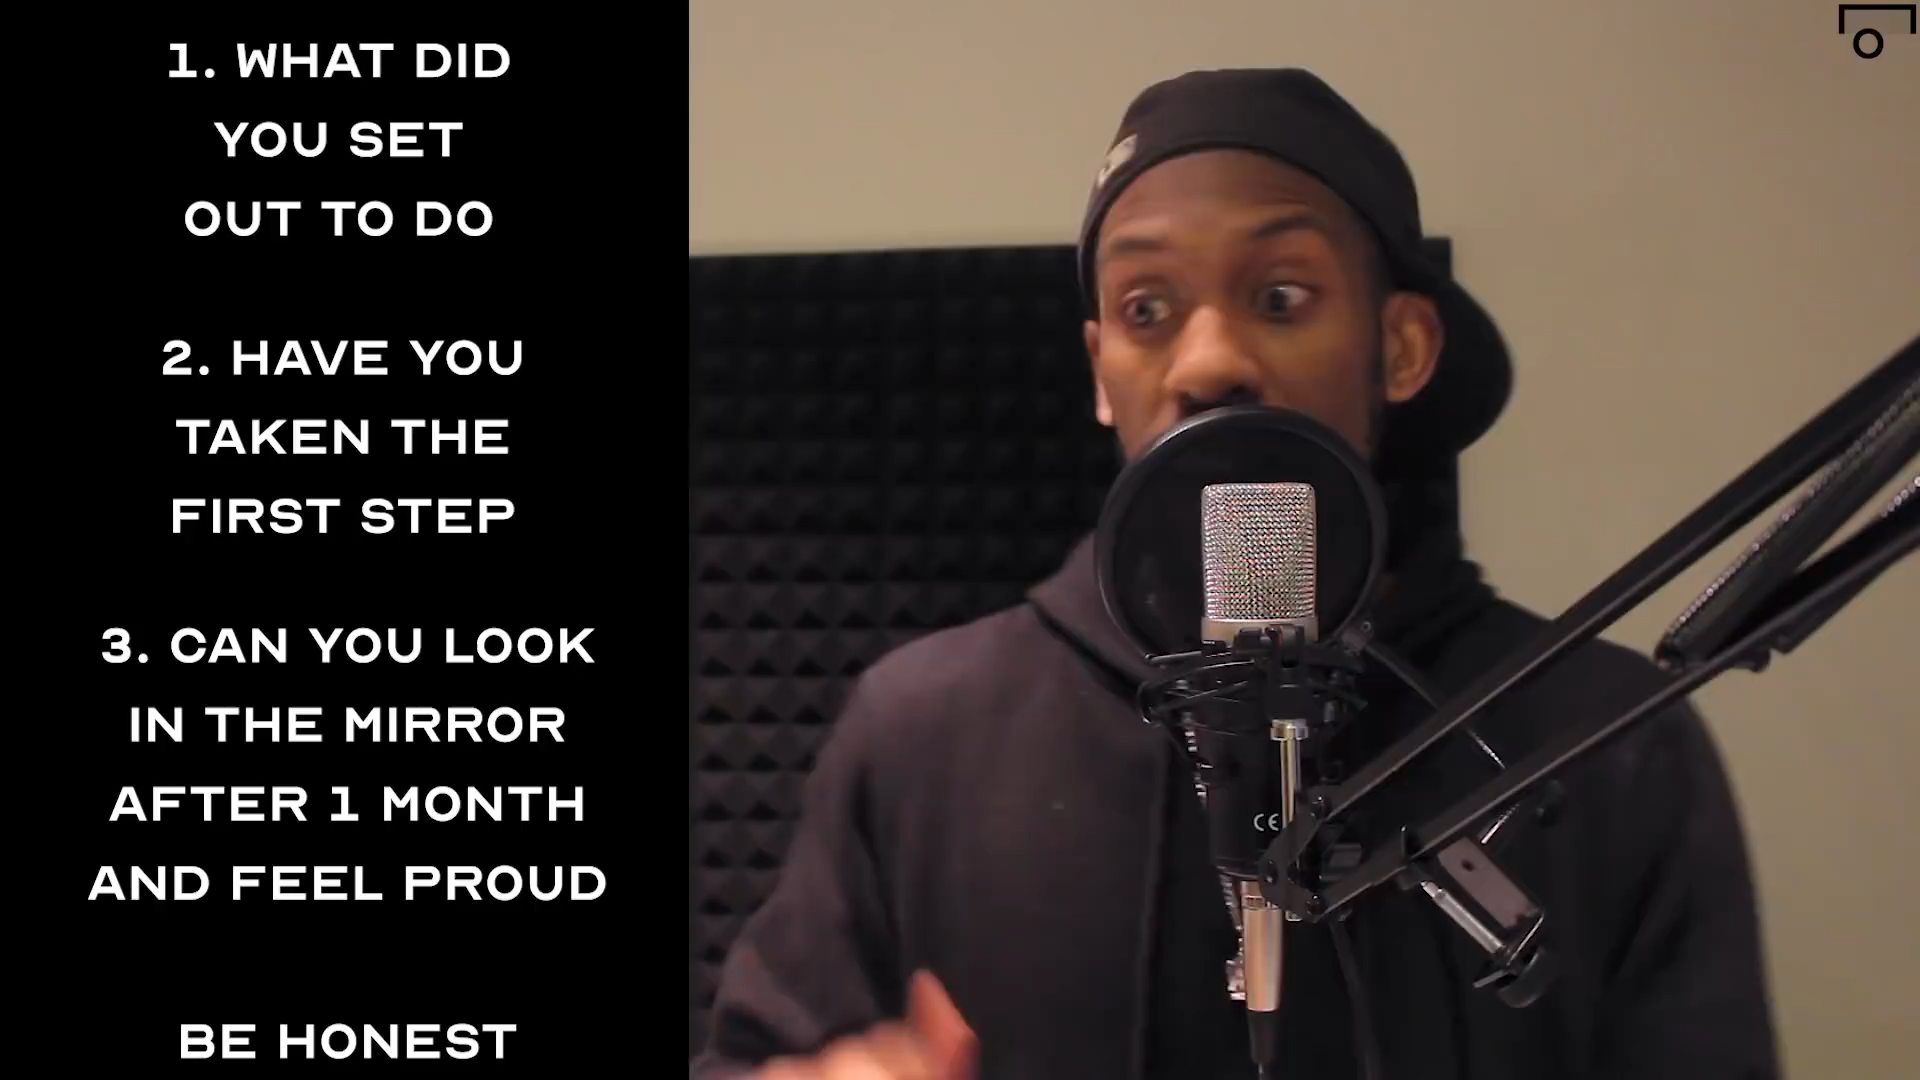 1. WHAT DID
YOU SET
OUT TO DO
2. HAVE YOU
TAKEN THE
FIRST STEP
3. CAN YOU LOOK
IN THE MIRROR
AFTER 1 MONTH
AND FEEL PROUD
BE HONEST
CE